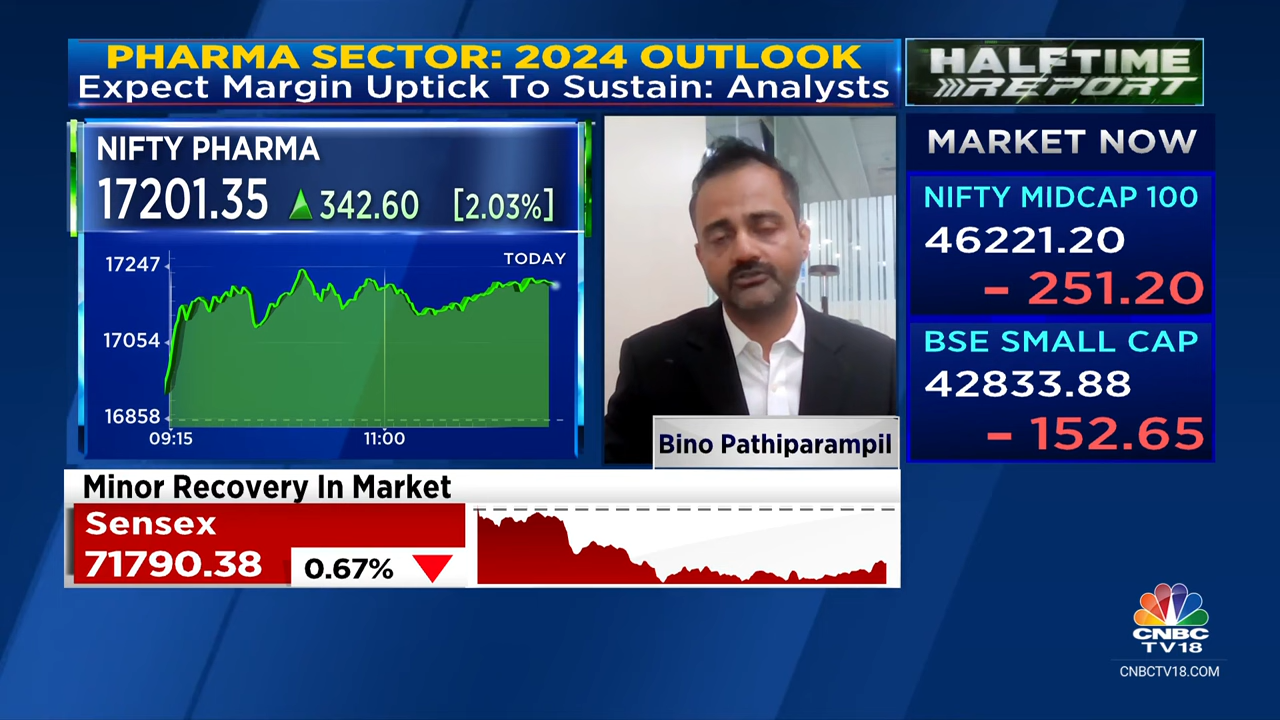 PHARMA SECTOR: 2024 OUTLOOK
Expect Margin Uptick To Sustain: Analysts
HALFTIME
REPORT
NIFTY PHARMA
17201.35 ▲ 342.60 [2.03%]
TODAY
17247
17054
16858
09:15 11:00
Bino Pathiparampil
MARKET NOW
NIFTY MIDCAP 100
46221.20
- 251.20
BSE SMALL CAP
42833.88
- 152.65
Minor Recovery In Market
Sensex
71790.38 0.67% ▼
CNBC
TV18
CNBCTV18.COM